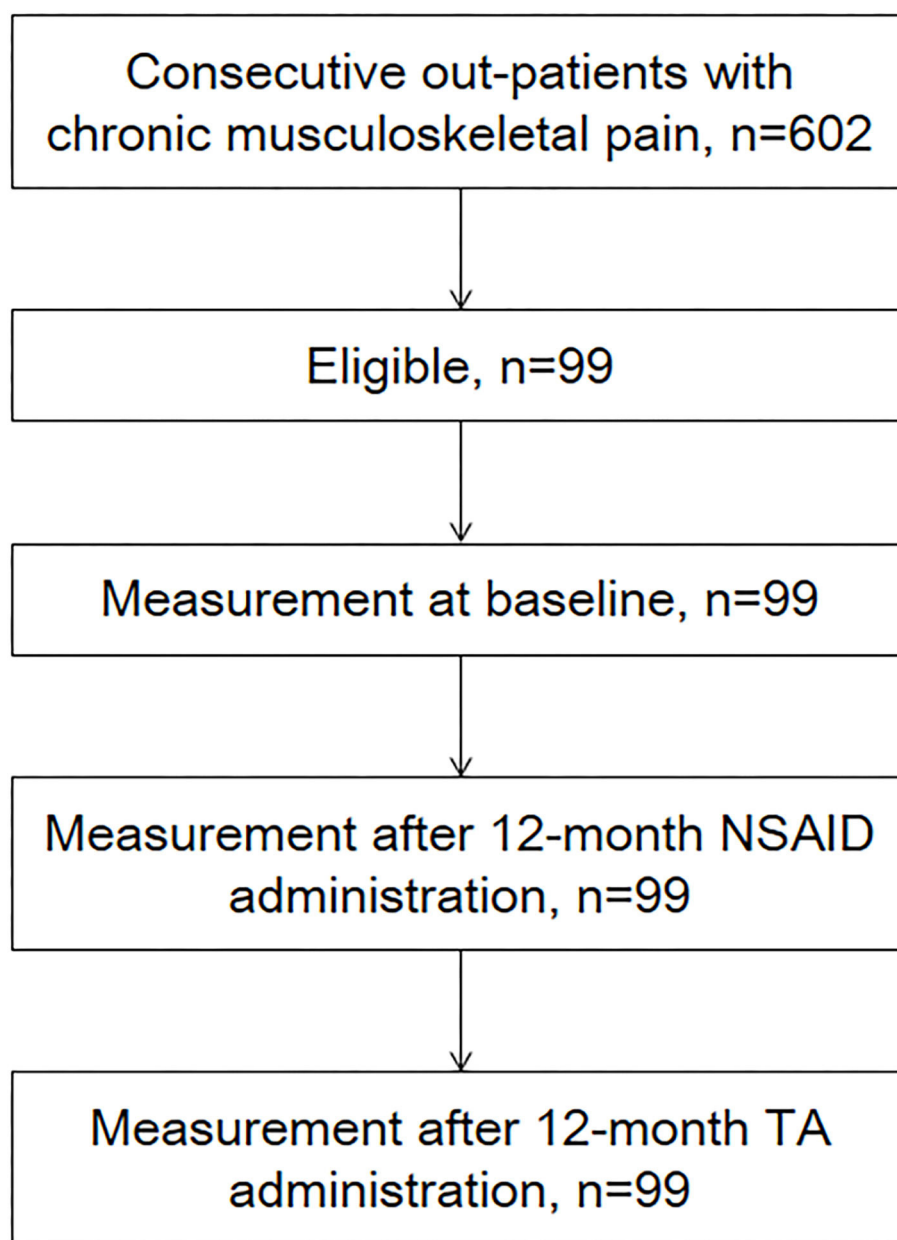 Consecutive out-patients with
chronic musculoskeletal pain, n=602
Eligible, n=99
Measurement at baseline, n=99
Measurement after 12-month NSAID
administration, n=99
Measurement after 12-month TA
administration, n=99